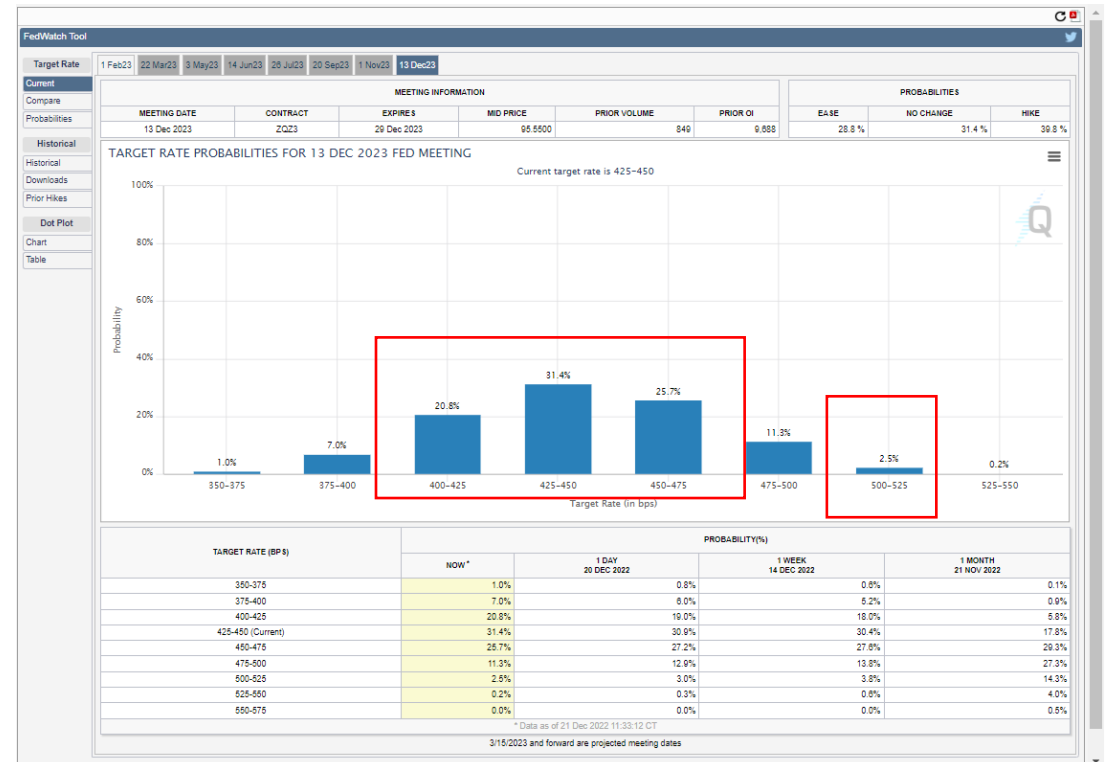 FedWatch Tool
Target Rate
Current
Compare
Probabilities
Historical
Historical
Downloads
Prior Hikes
Dot Plot
Chart
Table
1 Feb23 22 Mar23 3 May23 14 Jun23 26 Jul23 20 Sep23 1 Nov23 13 Dec23
MEETING INFORMATION
MEETING DATE CONTRACT EXPIRES MID PRICE PRIOR VOLUME PRIOR OI
13 Dec 2023 ZQZ3 29 Dec 2023 95.5500 849 9,688
PROBABILITIES
EASE NO CHANGE HIKE
28.8 % 31.4 % 39.8 %
TARGET RATE PROBABILITIES FOR 13 DEC 2023 FED MEETING
Current target rate is 425-450
Probability
100%
80%
60%
40%
20%
0%
1.0% 7.0% 20.8% 31.4% 25.7% 11.3% 2.5% 0.2%
350-375 375-400 400-425 425-450 450-475 475-500 500-525 525-550
Target Rate (in bps)
Q
TARGET RATE (BPS) PROBABILITY(%)
NOW * 1 DAY 20 DEC 2022 1 WEEK 14 DEC 2022 1 MONTH 21 NOV 2022
350-375 1.0% 0.8% 0.6% 0.1%
375-400 7.0% 6.0% 5.2% 0.9%
400-425 20.8% 19.0% 18.0% 5.8%
425-450 (Current) 31.4% 30.9% 30.4% 17.8%
450-475 25.7% 27.2% 27.6% 29.3%
475-500 11.3% 12.9% 13.8% 27.3%
500-525 2.5% 3.0% 3.8% 14.3%
525-550 0.2% 0.3% 0.6% 4.0%
550-575 0.0% 0.0% 0.0% 0.5%
* Data as of 21 Dec 2022 11:33:12 CT
3/15/2023 and forward are projected meeting dates